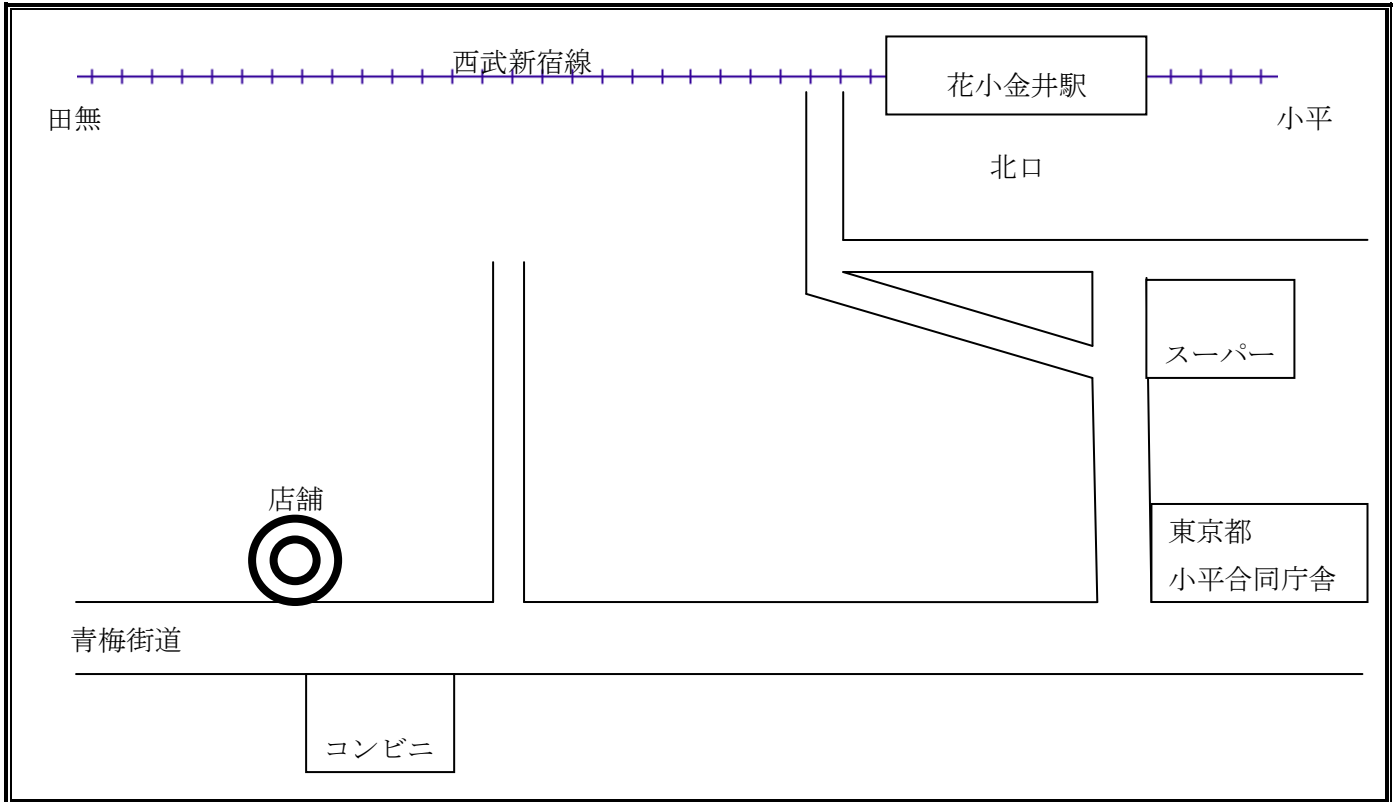 西武新宿線
花小金井駅
田無
小平
北口
スーパー
店舗
東京都
小平合同庁舎
青梅街道
コンビニ